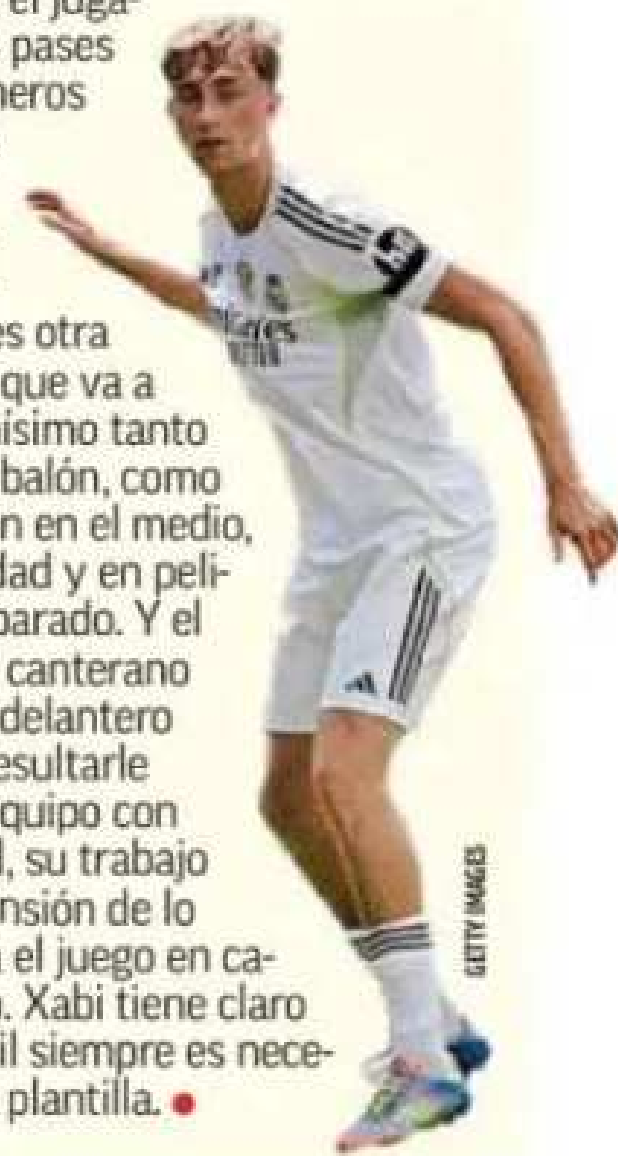 el juga-
pases
neros
es otra
que va a
ísimo tanto
balón, como
n en el medio,
dad y en peli-
parado. Y el
canterano
delantero
esultarle
quipo con
l, su trabajo
nsión de lo
el juego en ca-
. Xabi tiene claro
il siempre es nece-
plantilla.
GETTY IMAGES